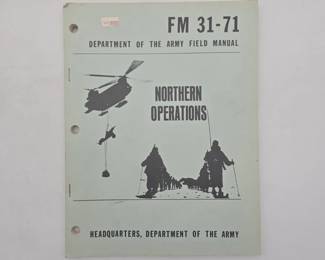 FM 31-71
DEPARTMENT OF THE ARMY FIELD MANUAL
NORTHERN
OPERATIONS
HEADQUARTERS, DEPARTMENT OF THE ARMY